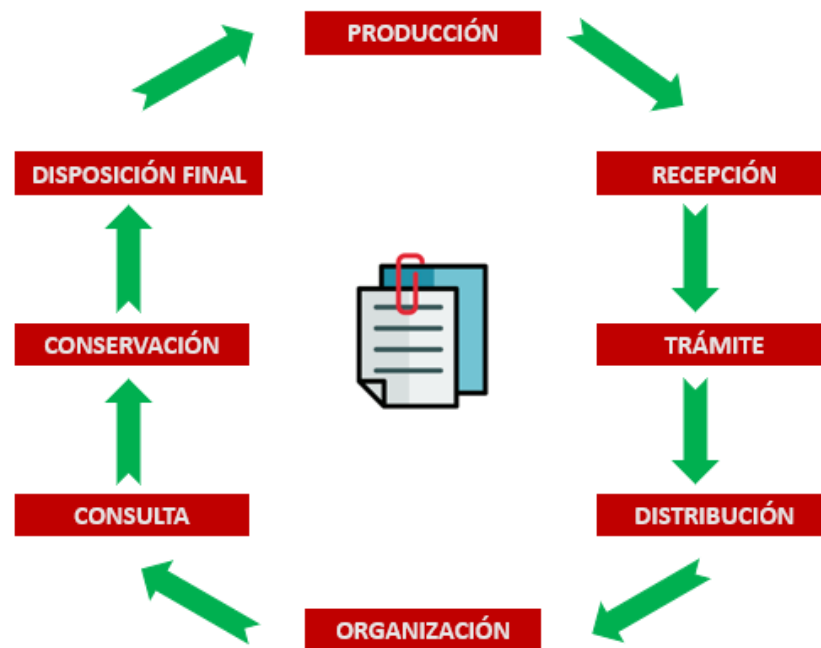 PRODUCCIÓN
RECEPCIÓN
TRÁMITE
DISTRIBUCIÓN
ORGANIZACIÓN
CONSULTA
CONSERVACIÓN
DISPOSICIÓN FINAL